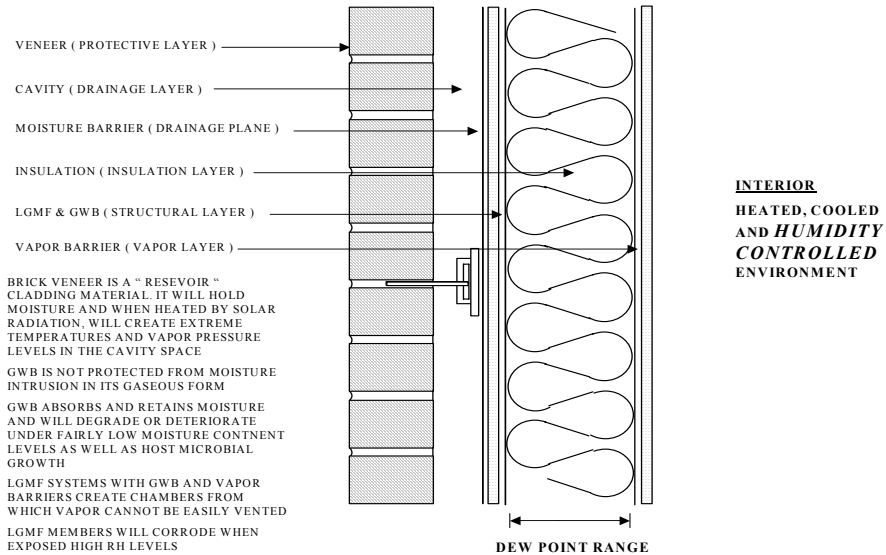 VENEER ( PROTECTIVE LAYER )
CAVITY ( DRAINAGE LAYER )
MOISTURE BARRIER ( DRAINAGE PLANE )
INSULATION ( INSULATION LAYER )
LGMF & GWB ( STRUCTURAL LAYER )
VAPOR BARRIER ( VAPOR LAYER )
BRICK VENEER IS A “ RESEVOIR “
CLADDING MATERIAL. IT WILL HOLD
MOISTURE AND WHEN HEATED BY SOLAR
RADIATION, WILL CREATE EXTREME
TEMPERATURES AND VAPOR PRESSURE
LEVELS IN THE CAVITY SPACE
GWB IS NOT PROTECTED FROM MOISTURE
INTRUSION IN ITS GASEOUS FORM
GWB ABSORBS AND RETAINS MOISTURE
AND WILL DEGRADE OR DETERIORATE
UNDER FAIRLY LOW MOISTURE CONTNENT
LEVELS AS WELL AS HOST MICROBIAL
GROWTH
LGMF SYSTEMS WITH GWB AND VAPOR
BARRIERS CREATE CHAMBERS FROM
WHICH VAPOR CANNOT BE EASILY VENTED
LGMF MEMBERS WILL CORRODE WHEN
EXPOSED HIGH RH LEVELS
INTERIOR
HEATED, COOLED
AND HUMIDITY
CONTROLLED
ENVIRONMENT
DEW POINT RANGE